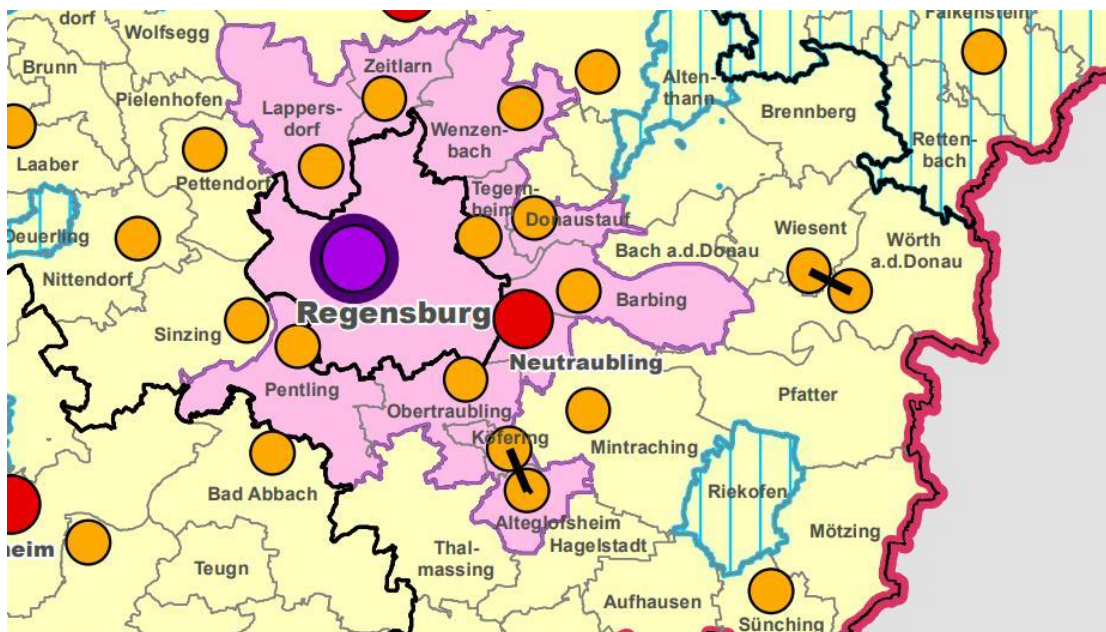 dorf
Wolfsegg
Falkenstein
Brunn
Zeitlarn
Alten-
thann
Pielenhofen
Lappers-
dorf
Brennberg
Wenzen-
bach
Retten-
bach
Laaber
Pettendorf
Tegern-
heim
Donaustauf
Deuerling
Wiesent
Wörth
a.d.Donau
Bach a.d.Donau
Nittendorf
Barbing
Regensburg
Sinzing
Neutraubling
Pentling
Pfatter
Obertraubling
Köfering
Mintraching
Bad Abbach
Riekofen
Alteglofsheim
Mötzing
heim
Hagelstadt
Thal-
massing
Teugn
Aufhausen
Sünching